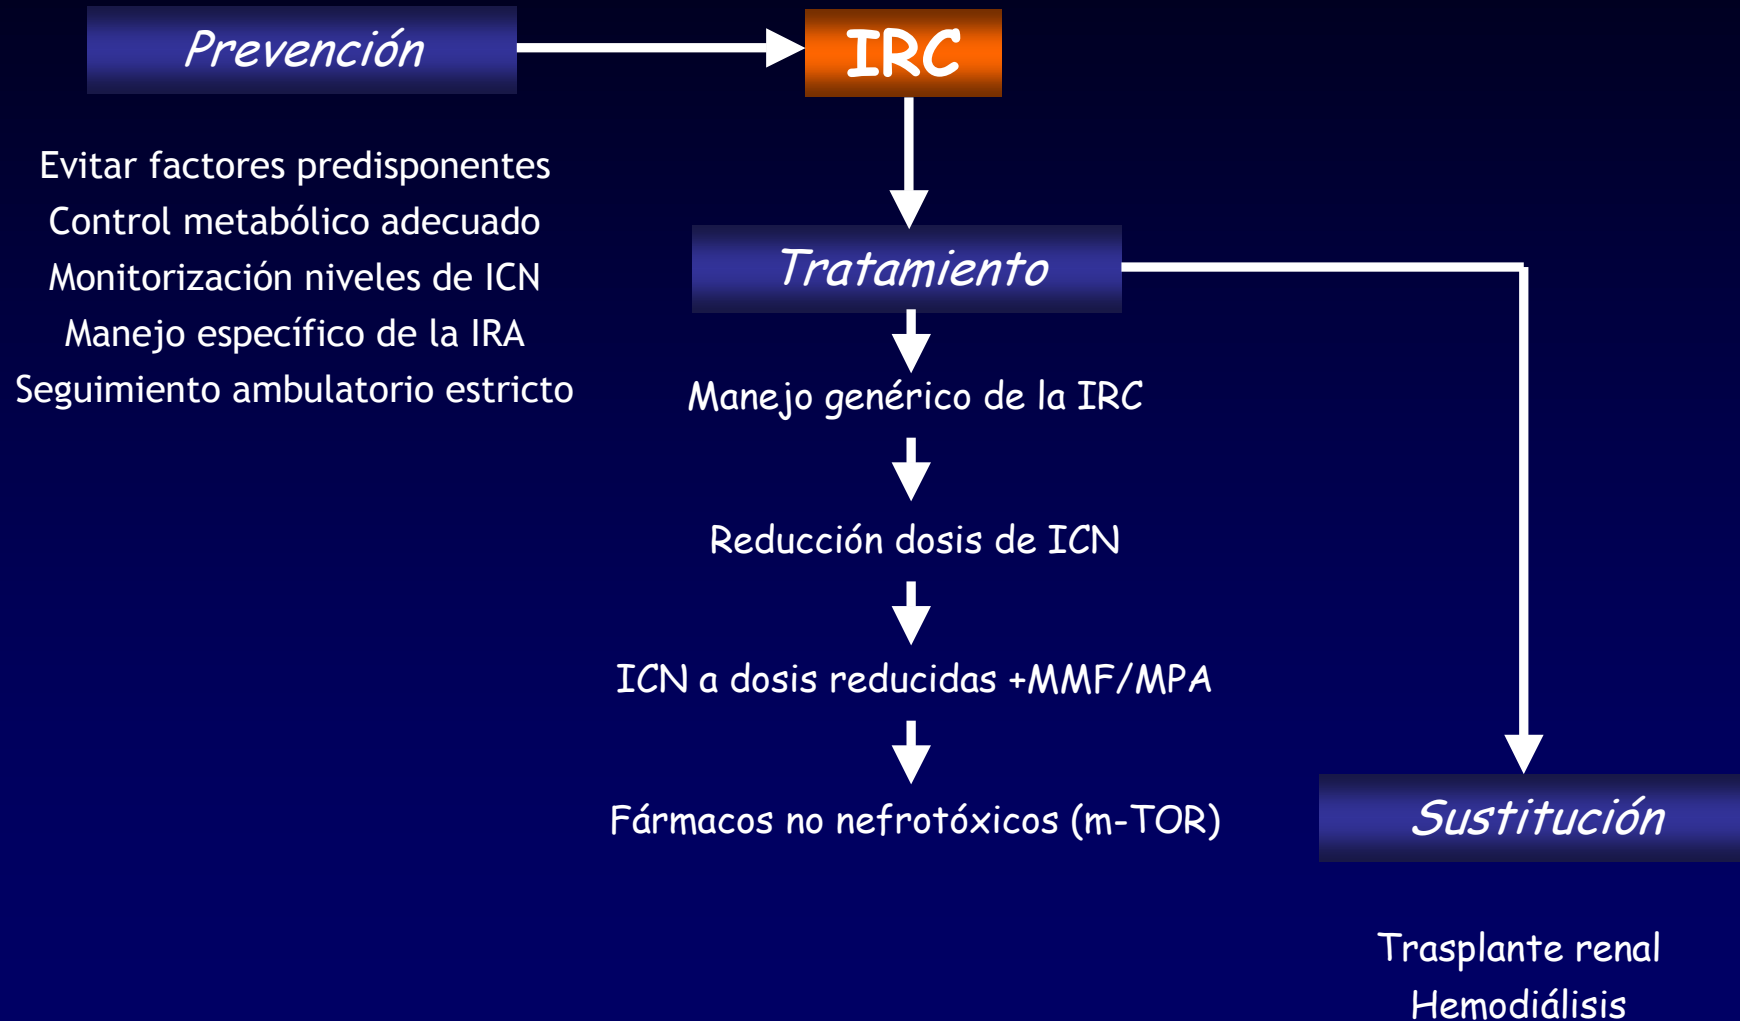 Prevención
IRC
Evitar factores predisponentes
Control metabólico adecuado
Monitorización niveles de ICN
Manejo específico de la IRA
Seguimiento ambulatorio estricto
Tratamiento
Manejo genérico de la IRC
Reducción dosis de ICN
ICN a dosis reducidas +MMF/MPA
Fármacos no nefrotóxicos (m-TOR)
Sustitución
Trasplante renal
Hemodiálisis